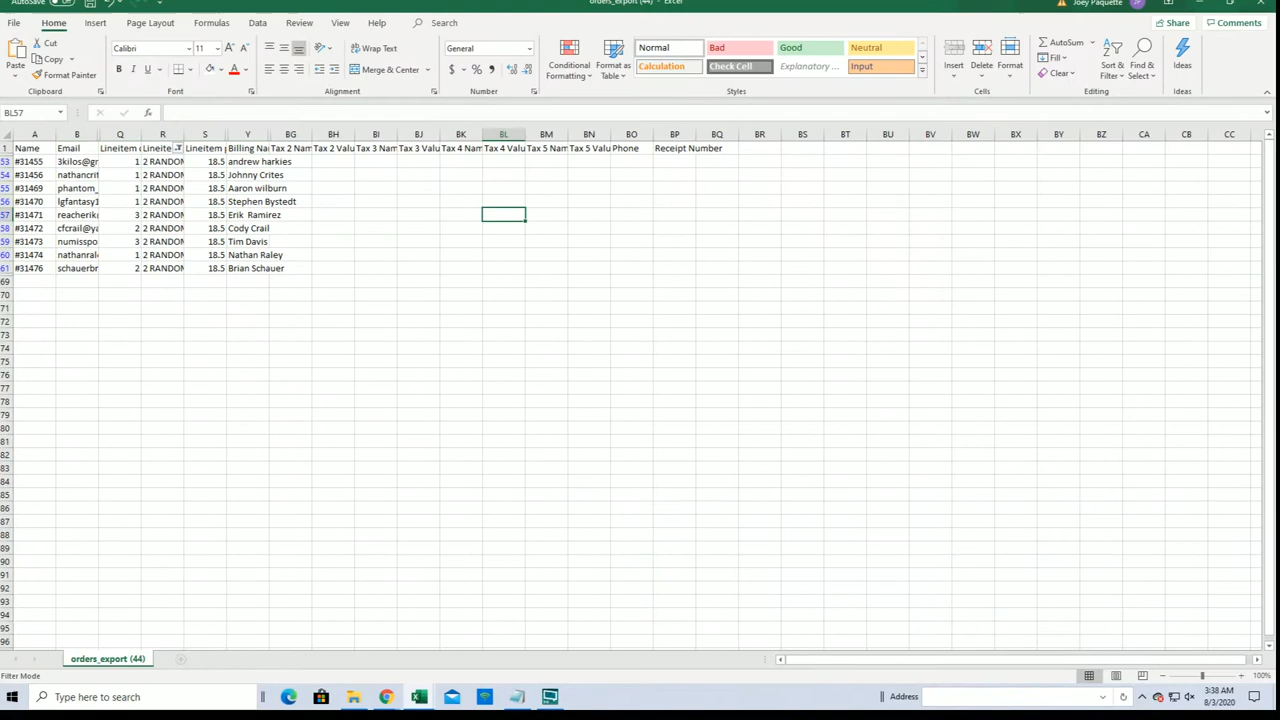 AutoSave Off orders_export (44) - Excel Joey Paquette JP
File Home Insert Page Layout Formulas Data Review View Help Search Share Comments
Paste Cut Copy Format Painter Clipboard
Calibri 11 A A B I U A Font
Wrap Text Merge & Center Alignment
General $ % Number
Conditional Formatting Format as Table
Normal Bad Good Neutral
Calculation Check Cell Explanatory ... Input
Styles
Insert Delete Format Cells
AutoSum Fill Clear Sort & Filter Find & Select Editing
Ideas Ideas
BL57 fx
A B Q R S Y BG BH BI BJ BK BL BM BN BO BP BQ BR BS BT BU BV BW BX BY BZ CA CB CC
1 Name Email Lineitem Lineite Lineitem Billing Na Tax 2 Nam Tax 2 Valu Tax 3 Nam Tax 3 Valu Tax 4 Nam Tax 4 Valu Tax 5 Nam Tax 5 Valu Phone Receipt Number
53 #31455 3kilos@gr 1 2 RANDOM 18.5 andrew harkies
54 #31456 nathancrit 1 2 RANDOM 18.5 Johnny Crites
55 #31469 phantom_ 1 2 RANDOM 18.5 Aaron wilburn
56 #31470 lgfantasy1 1 2 RANDOM 18.5 Stephen Bystedt
57 #31471 reacherik 3 2 RANDOM 18.5 Erik Ramirez
58 #31472 cfcrail@ya 2 2 RANDOM 18.5 Cody Crail
59 #31473 numisspo 3 2 RANDOM 18.5 Tim Davis
60 #31474 nathanral 1 2 RANDOM 18.5 Nathan Raley
61 #31476 schauerbr 2 2 RANDOM 18.5 Brian Schauer
69
70
71
72
73
74
75
76
77
78
79
80
81
82
83
84
85
86
87
88
89
90
91
92
93
94
95
96
orders_export (44)
Filter Mode 100%
Type here to search Address 3:38 AM
8/3/2020